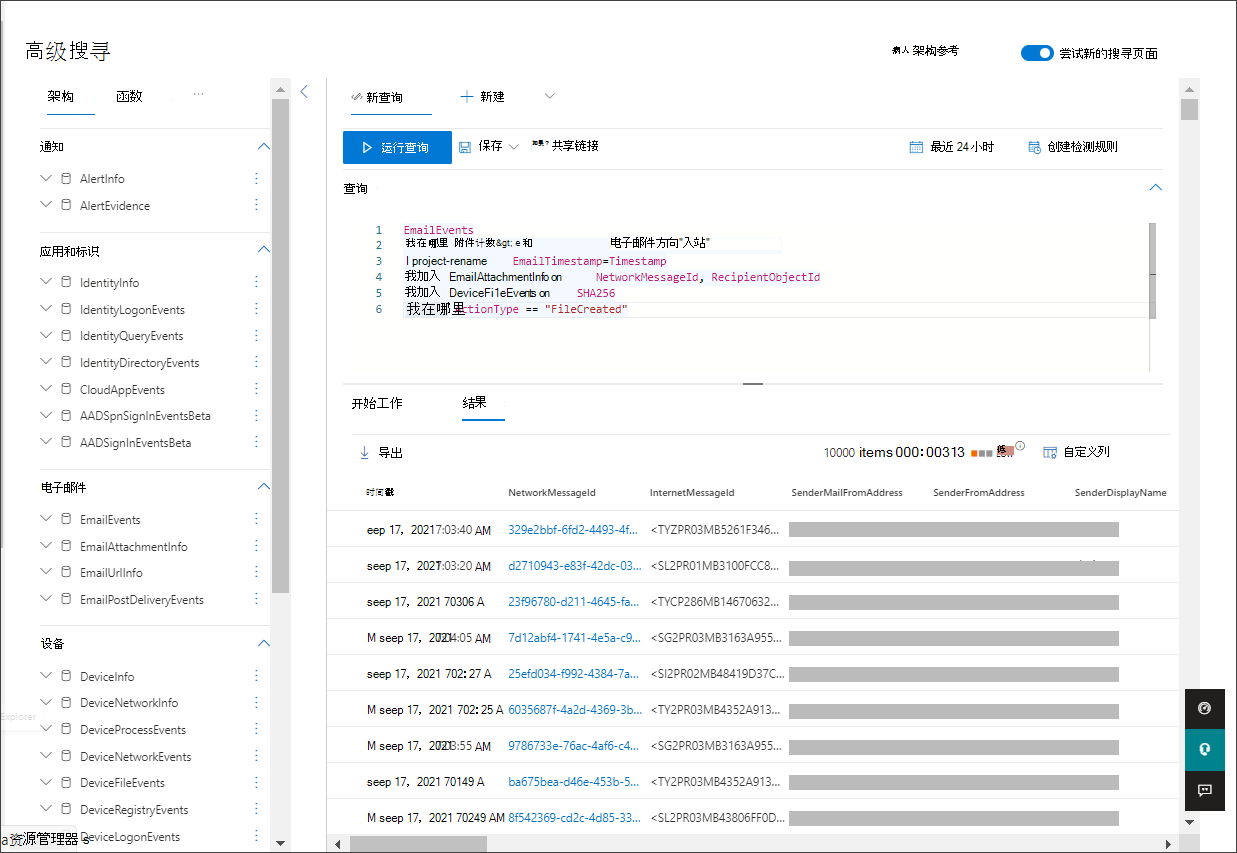 高级搜寻
病人 架构参考
尝试新的搜寻页面
架构 函数 ...
通知
AlertInfo
AlertEvidence
应用和标识
IdentityInfo
IdentityLogonEvents
IdentityQueryEvents
IdentityDirectoryEvents
CloudAppEvents
AADSpnSignInEventsBeta
AADSignInEventsBeta
电子邮件
EmailEvents
EmailAttachmentInfo
EmailUrlInfo
EmailPostDeliveryEvents
设备
DeviceInfo
DeviceNetworkInfo
Explorer
DeviceProcessEvents
DeviceNetworkEvents
DeviceFileEvents
DeviceRegistryEvents
DeviceLogonEvents
a资源管理器 s
新查询 新建
运行查询 保存 共享链接 最近 24 小时 创建检测规则
查询
1 EmailEvents
2 我在哪里 附件计数&gt; e 和 电子邮件方向"入站"
3 I project-rename EmailTimestamp=Timestamp
4 我加入 EmailAttachmentInfo on NetworkMessageId, RecipientObjectId
5 我加入 DeviceFi1eEvents on SHA256
6 我在哪里ctionType == "FileCreated"
开始工作 结果
导出 10000 items 000:00313 自定义列
时间戳 NetworkMessageId InternetMessageId SenderMailFromAddress SenderFromAddress SenderDisplayName
eep 17, 20217:03:40 AM 329e2bbf-6fd2-4493-4f... <TYZPR03MB5261F346...
seep 17, 2021 7:03:20 AM d2710943-e83f-42dc-03... <SL2PR01MB3100FCC8...
seep 17, 2021 70306 A 23f96780-d211-4645-fa... <TYCP286MB14670632...
M seep 17, 2021 7:04:05 AM 7d12abf4-1741-4e5a-c9... <SG2PR03MB3163A955...
seep 17, 2021 702:27 A 25efd034-f992-4384-7a... <SI2PR02MB48419D37C...
M seep 17, 2021 702:25 A 6035687f-4a2d-4369-3b... <TY2PR03MB4352A913...
M seep 17, 2021 7:03:55 AM 9786733e-76ac-4af6-c4... <SG2PR03MB3163A955...
seep 17, 2021 70149 A ba675bea-d46e-453b-5... <TY2PR03MB4352A913...
M seep 17, 2021 70249 AM 8f542369-cd2c-4d85-33... <SL2PR03MB43806FF0D...